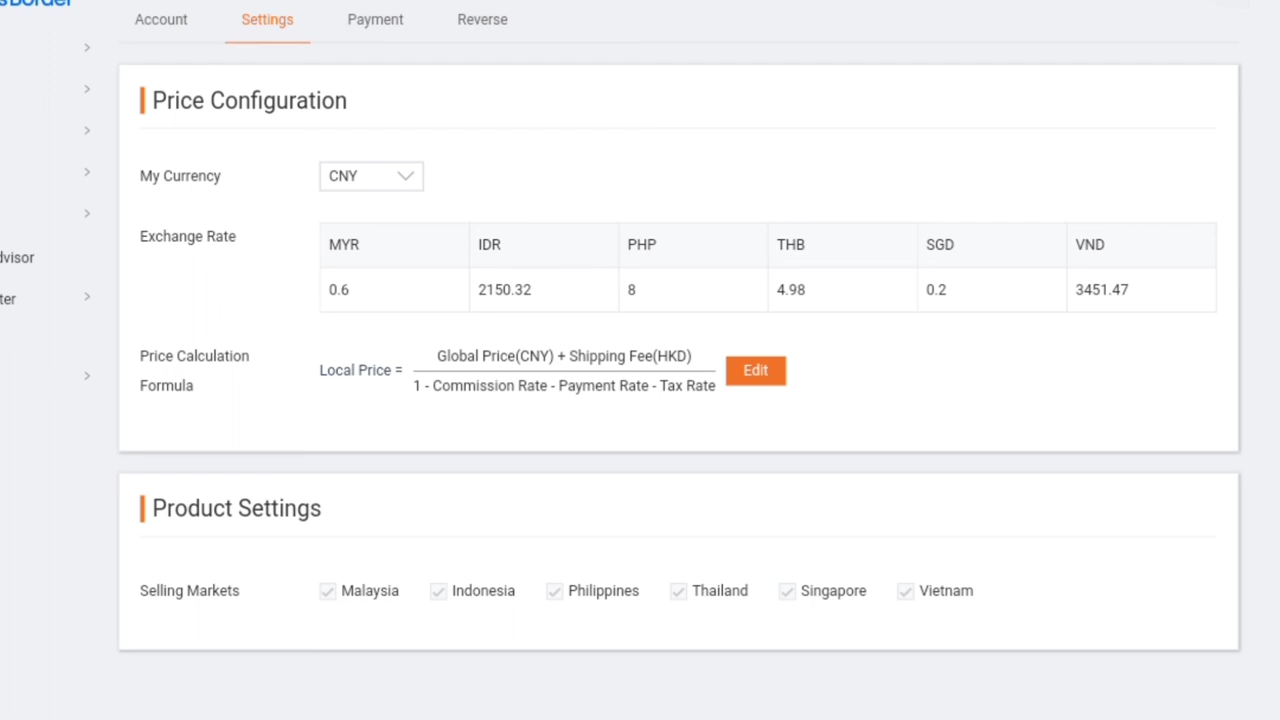 Account Settings Payment Reverse
Price Configuration
My Currency CNY
Exchange Rate
MYR IDR PHP THB SGD VND
0.6 2150.32 8 4.98 0.2 3451.47
Price Calculation
Formula
Local Price = Global Price(CNY) + Shipping Fee(HKD)
1 - Commission Rate - Payment Rate - Tax Rate
Edit
Product Settings
Selling Markets Malaysia Indonesia Philippines Thailand Singapore Vietnam